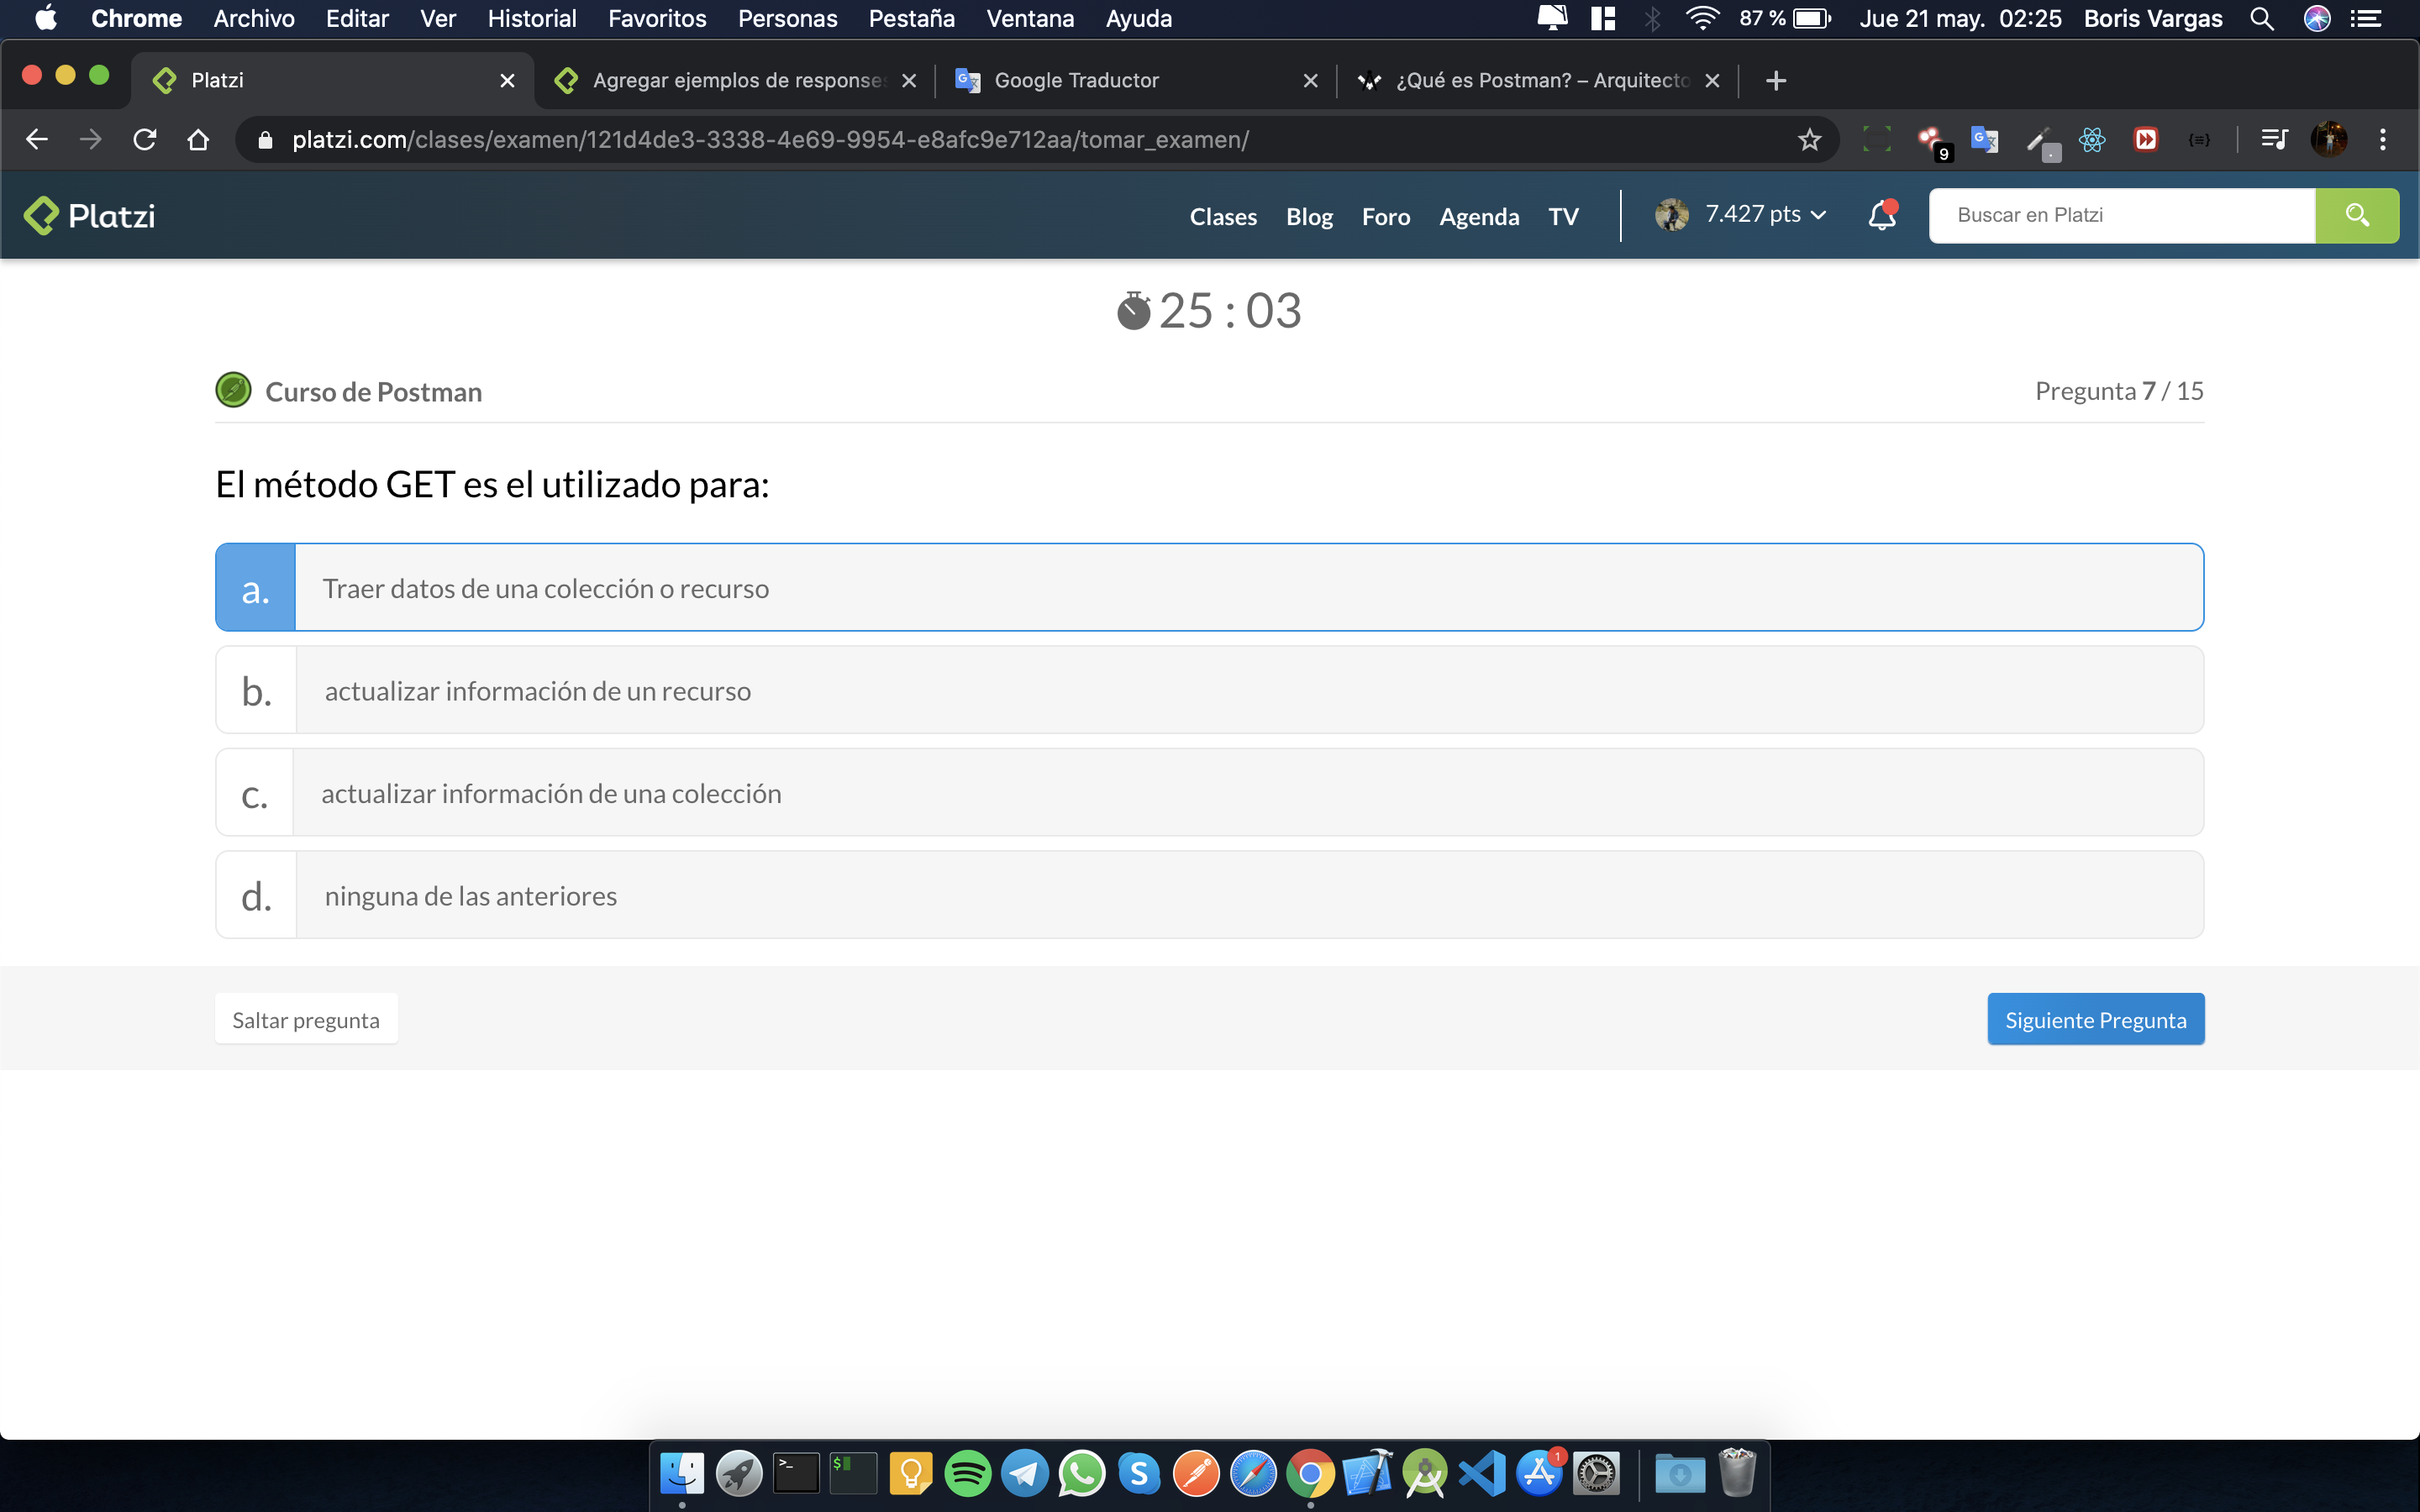 Chrome Archivo Editar Ver Historial Favoritos Personas Pestaña Ventana Ayuda 87 % Jue 21 may. 02:25 Boris Vargas
Platzi Agregar ejemplos de responses Google Traductor ¿Qué es Postman? – Arquitecto
platzi.com/clases/examen/121d4de3-3338-4e69-9954-e8afc9e712aa/tomar_examen/ 9
Platzi Clases Blog Foro Agenda TV 7.427 pts Buscar en Platzi
25 : 03
Curso de Postman Pregunta 7 / 15
El método GET es el utilizado para:
a. Traer datos de una colección o recurso
b. actualizar información de un recurso
c. actualizar información de una colección
d. ninguna de las anteriores
Saltar pregunta Siguiente Pregunta
1